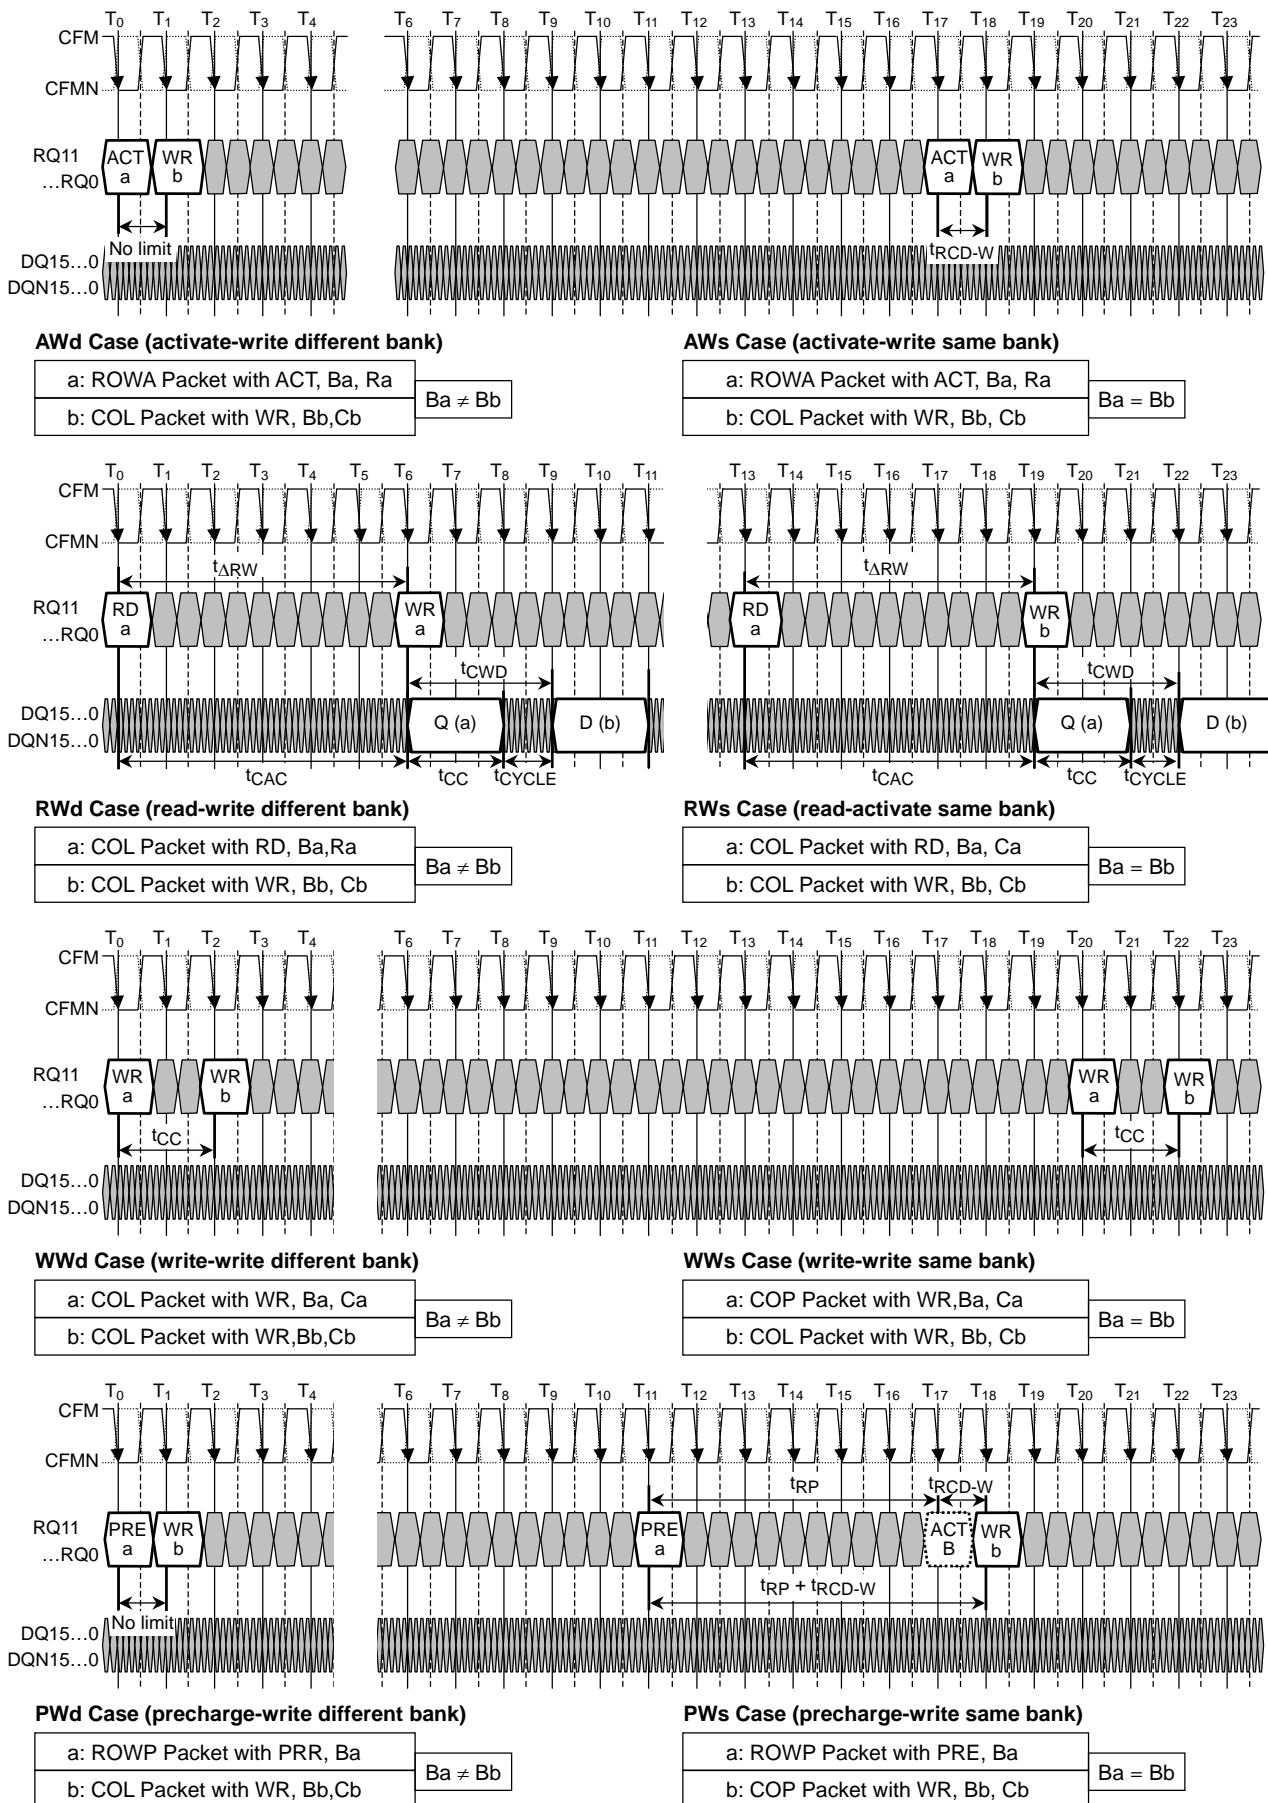 T0 T1 T2 T3 T4 T6 T7 T8 T9 T10 T11 T12 T13 T14 T15 T16 T17 T18 T19 T20 T21 T22 T23
CFM
CFMN
RQ11 ACT WR ACT WR
…RQ0 a b a b
No limit tRCD-W
DQ15…0
DQN15…0
AWd Case (activate-write different bank) AWs Case (activate-write same bank)
a: ROWA Packet with ACT, Ba, Ra a: ROWA Packet with ACT, Ba, Ra
Ba ≠ Bb Ba = Bb
b: COL Packet with WR, Bb,Cb b: COL Packet with WR, Bb, Cb
T0 T1 T2 T3 T4 T5 T6 T7 T8 T9 T10 T11 T13 T14 T15 T16 T17 T18 T19 T20 T21 T22 T23
CFM
CFMN
tΔRW tΔRW
RQ11 RD WR RD WR
…RQ0 a a a b
tCWD tCWD
DQ15…0 Q (a) D (b) Q (a) D (b)
DQN15…0
tCAC tCC tCYCLE tCAC tCC tCYCLE
RWd Case (read-write different bank) RWs Case (read-activate same bank)
a: COL Packet with RD, Ba,Ra a: COL Packet with RD, Ba, Ca
Ba ≠ Bb Ba = Bb
b: COL Packet with WR, Bb, Cb b: COL Packet with WR, Bb, Cb
T0 T1 T2 T3 T4 T6 T7 T8 T9 T10 T11 T12 T13 T14 T15 T16 T17 T18 T19 T20 T21 T22 T23
CFM
CFMN
RQ11 WR WR WR WR
…RQ0 a b a b
tCC tCC
DQ15…0
DQN15…0
WWd Case (write-write different bank) WWs Case (write-write same bank)
a: COL Packet with WR, Ba, Ca a: COP Packet with WR,Ba, Ca
Ba ≠ Bb Ba = Bb
b: COL Packet with WR,Bb,Cb b: COL Packet with WR, Bb, Cb
T0 T1 T2 T3 T4 T6 T7 T8 T9 T10 T11 T12 T13 T14 T15 T16 T17 T18 T19 T20 T21 T22 T23
CFM
CFMN
tRP tRCD-W
RQ11 PRE WR PRE ACT WR
…RQ0 a b a B b
No limit tRP + tRCD-W
DQ15…0
DQN15…0
PWd Case (precharge-write different bank) PWs Case (precharge-write same bank)
a: ROWP Packet with PRR, Ba a: ROWP Packet with PRE, Ba
Ba ≠ Bb Ba = Bb
b: COL Packet with WR, Bb,Cb b: COP Packet with WR, Bb, Cb